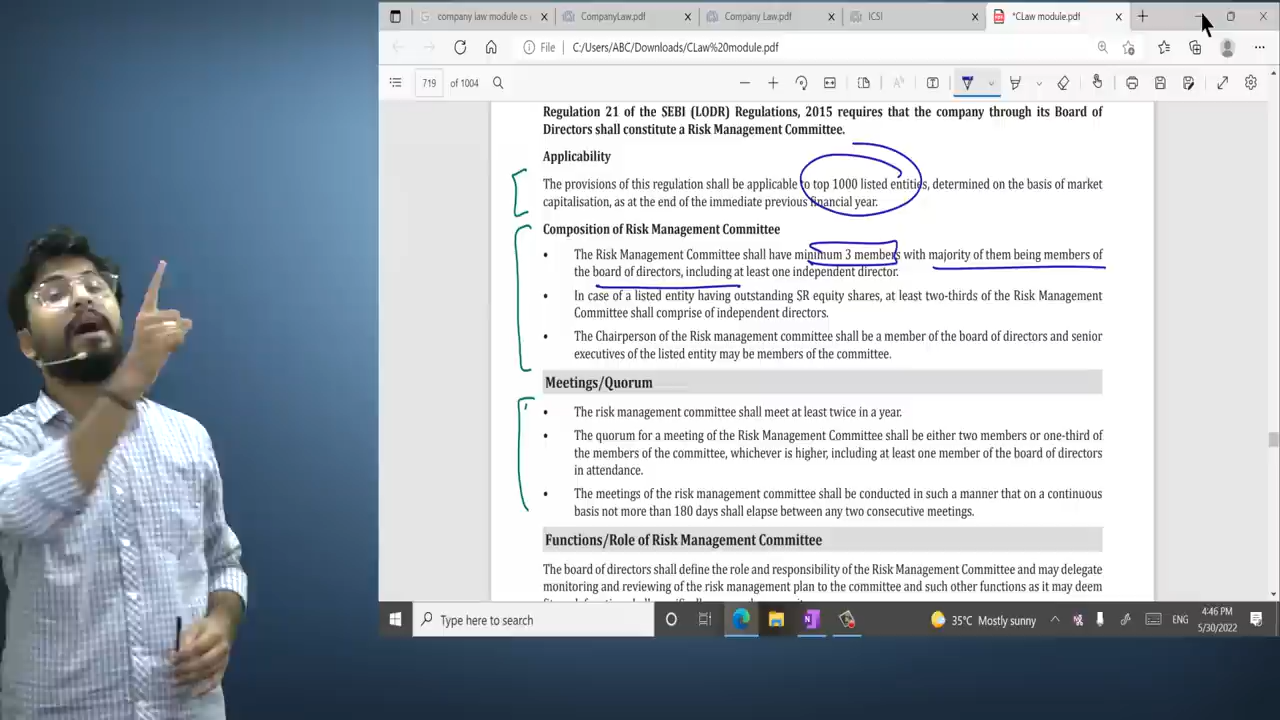 company law module cs
CompanyLaw.pdf
Company Law.pdf
ICSI
*CLaw module.pdf
File
C:/Users/ABC/Downloads/CLaw%20module.pdf
719
of 1004
Regulation 21 of the SEBI (LODR) Regulations, 2015 requires that the company through its Board of
Directors shall constitute a Risk Management Committee.
Applicability
The provisions of this regulation shall be applicable to top 1000 listed entities, determined on the basis of market
capitalisation, as at the end of the immediate previous financial year.
Composition of Risk Management Committee
• The Risk Management Committee shall have minimum 3 members with majority of them being members of
the board of directors, including at least one independent director.
• In case of a listed entity having outstanding SR equity shares, at least two-thirds of the Risk Management
Committee shall comprise of independent directors.
• The Chairperson of the Risk management committee shall be a member of the board of directors and senior
executives of the listed entity may be members of the committee.
Meetings/Quorum
• The risk management committee shall meet at least twice in a year.
• The quorum for a meeting of the Risk Management Committee shall be either two members or one-third of
the members of the committee, whichever is higher, including at least one member of the board of directors
in attendance.
• The meetings of the risk management committee shall be conducted in such a manner that on a continuous
basis not more than 180 days shall elapse between any two consecutive meetings.
Functions/Role of Risk Management Committee
The board of directors shall define the role and responsibility of the Risk Management Committee and may delegate
monitoring and reviewing of the risk management plan to the committee and such other functions as it may deem
Type here to search
35°C Mostly sunny
ENG
4:46 PM
5/30/2022